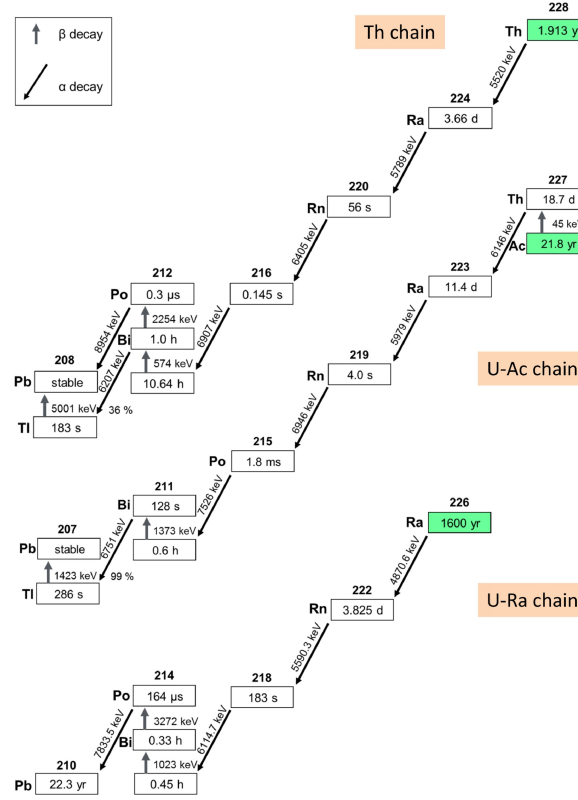 228
Th chain
Th
1.913 y
β decay
5520 keV
α decay
224
Ra
3.66 d
5789 keV
227
220
Th
18.7 d
Rn
56 s
6146 keV
45 keV
Ac
21.8 yr
6405 keV
223
212
216
Ra
11.4 d
Po
0.3 µs
0.145 s
5979 keV
8954 keV
2254 keV
6907 keV
Bi
1.0 h
219
208
6207 keV
574 keV
U-Ac chain
Pb
stable
10.64 h
Rn
4.0 s
5001 keV
36 %
6946 keV
Tl
183 s
215
Po
1.8 ms
211
7526 keV
Bi
128 s
226
207
6751 keV
1373 keV
Ra
1600 yr
Pb
stable
0.6 h
4870.6 keV
1423 keV
99 %
222
U-Ra chain
Tl
286 s
Rn
3.825 d
5590.3 keV
214
218
Po
164 µs
183 s
7833.5 keV
3272 keV
6114.7 keV
Bi
0.33 h
210
1023 keV
Pb
22.3 yr
0.45 h